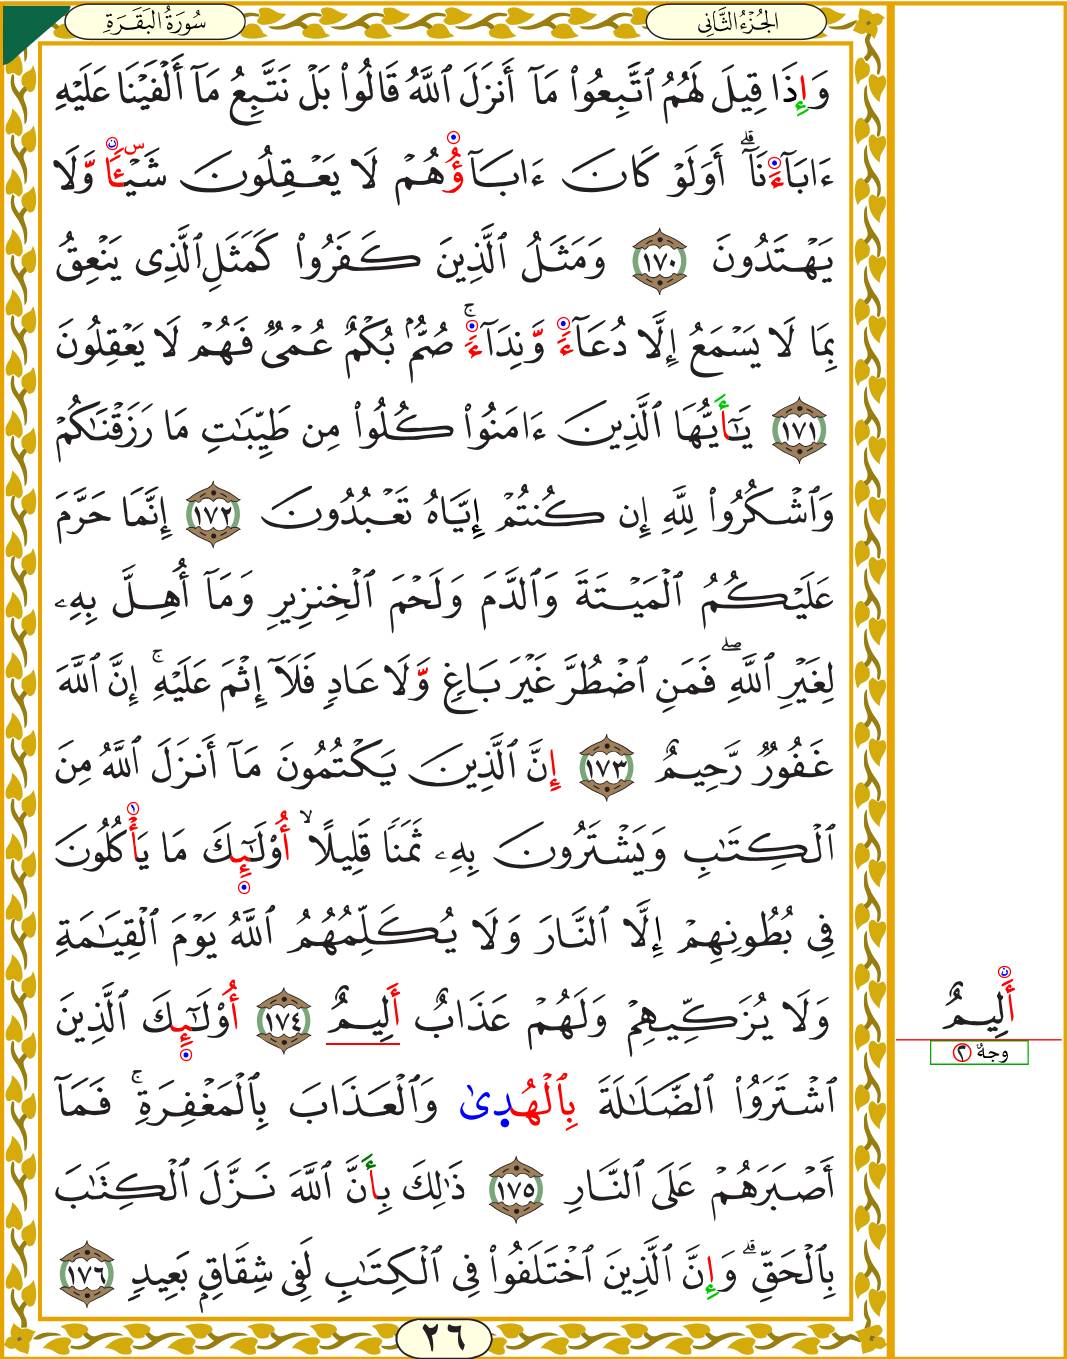 سُورَةُ البَقَرَةِ
الجُزْءُ الثَّانِي
وَإِذَا قِيلَ لَهُمُ ٱتَّبِعُوا۟ مَآ أَنزَلَ ٱللَّهُ قَالُوا۟ بَلْ نَتَّبِعُ مَآ أَلْفَيْنَا عَلَيْهِ
ءَابَآءَنَآ ۗ أَوَلَوْ كَانَ ءَابَآؤُهُمْ لَا يَعْقِلُونَ شَيْـًٔا وَّلَا
يَهْتَدُونَ ١٧٠ وَمَثَلُ ٱلَّذِينَ كَفَرُوا۟ كَمَثَلِ ٱلَّذِى يَنْعِقُ
بِمَا لَا يَسْمَعُ إِلَّا دُعَآءً وَّنِدَآءً ۚ صُمٌّۢ بُكْمٌ عُمْىٌ فَهُمْ لَا يَعْقِلُونَ
١٧١ يَـٰٓأَيُّهَا ٱلَّذِينَ ءَامَنُوا۟ كُلُوا۟ مِن طَيِّبَـٰتِ مَا رَزَقْنَـٰكُمْ
وَٱشْكُرُوا۟ لِلَّهِ إِن كُنتُمْ إِيَّاهُ تَعْبُدُونَ ١٧٢ إِنَّمَا حَرَّمَ
عَلَيْكُمُ ٱلْمَيْتَةَ وَٱلدَّمَ وَلَحْمَ ٱلْخِنزِيرِ وَمَآ أُهِلَّ بِهِۦ
لِغَيْرِ ٱللَّهِ ۖ فَمَنِ ٱضْطُرَّ غَيْرَ بَاغٍ وَّلَا عَادٍ فَلَآ إِثْمَ عَلَيْهِ ۚ إِنَّ ٱللَّهَ
غَفُورٌ رَّحِيمٌ ١٧٣ إِنَّ ٱلَّذِينَ يَكْتُمُونَ مَآ أَنزَلَ ٱللَّهُ مِنَ
ٱلْكِتَـٰبِ وَيَشْتَرُونَ بِهِۦ ثَمَنًا قَلِيلًا ۙ أُو۟لَـٰٓئِكَ مَا يَأْكُلُونَ
فِى بُطُونِهِمْ إِلَّا ٱلنَّارَ وَلَا يُكَلِّمُهُمُ ٱللَّهُ يَوْمَ ٱلْقِيَـٰمَةِ
وَلَا يُزَكِّيهِمْ وَلَهُمْ عَذَابٌ أَلِيمٌ ١٧٤ أُو۟لَـٰٓئِكَ ٱلَّذِينَ
ٱشْتَرَوُا۟ ٱلضَّلَـٰلَةَ بِٱلْهُدِىٰ وَٱلْعَذَابَ بِٱلْمَغْفِرَةِ ۚ فَمَآ
أَصْبَرَهُمْ عَلَى ٱلنَّارِ ١٧٥ ذَٰلِكَ بِأَنَّ ٱللَّهَ نَزَّلَ ٱلْكِتَـٰبَ
بِٱلْحَقِّ ۗ وَإِنَّ ٱلَّذِينَ ٱخْتَلَفُوا۟ فِى ٱلْكِتَـٰبِ لَفِى شِقَاقٍۭ بَعِيدٍ ١٧٦
أَلِيمٌ
وجهٌ ٢
٢٦